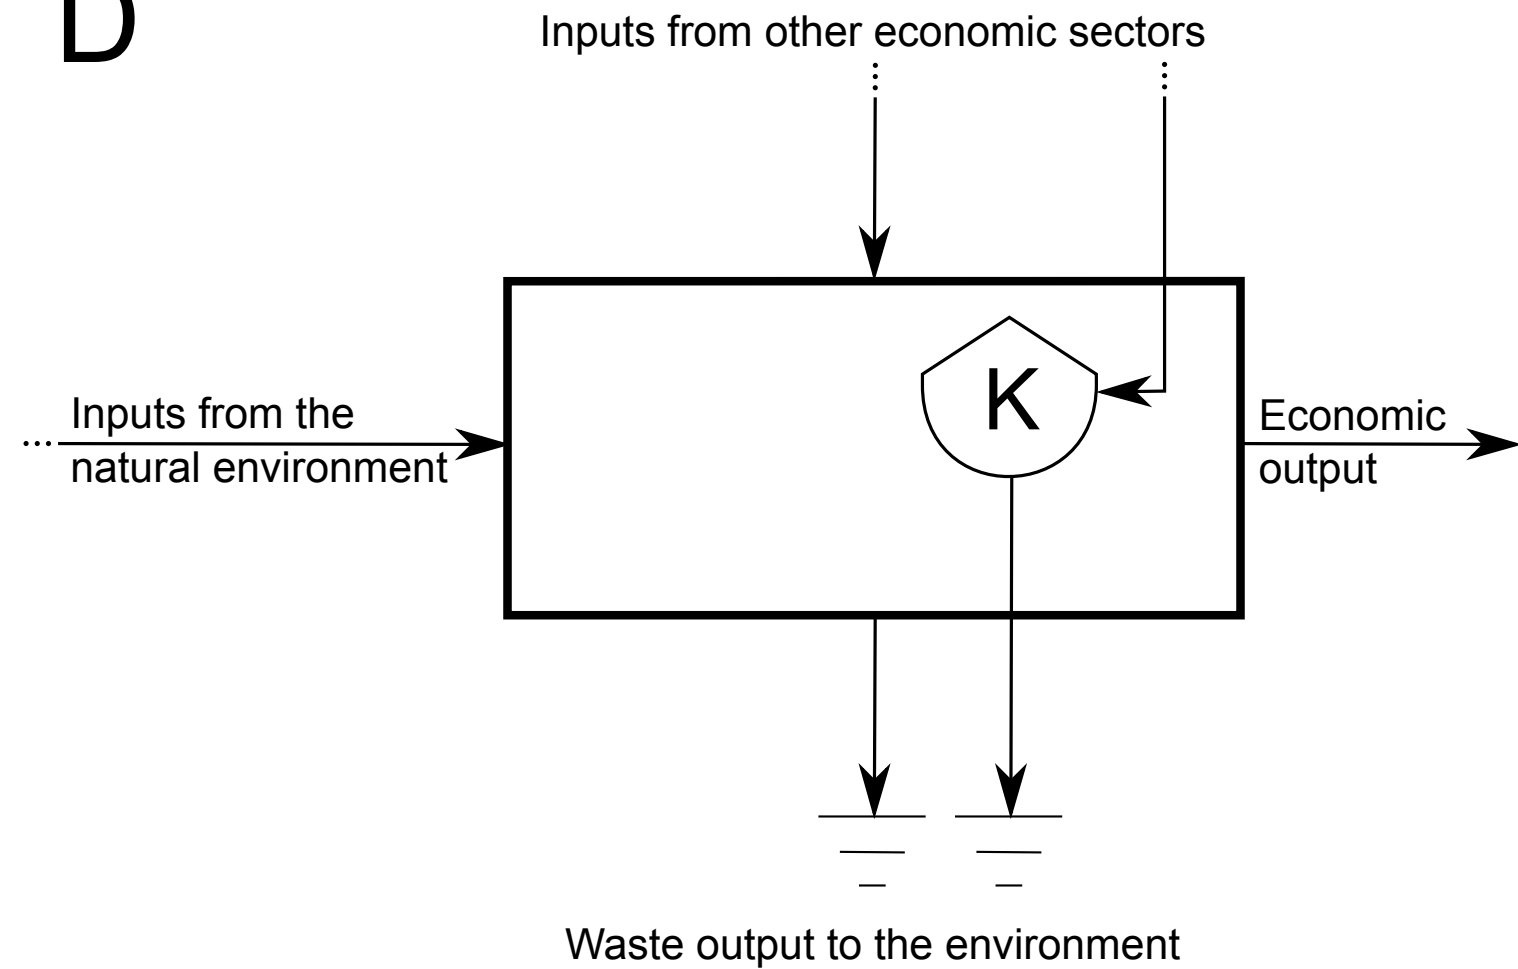 D
Inputs from other economic sectors
K
Inputs from the
natural environment
Economic
output
Waste output to the environment